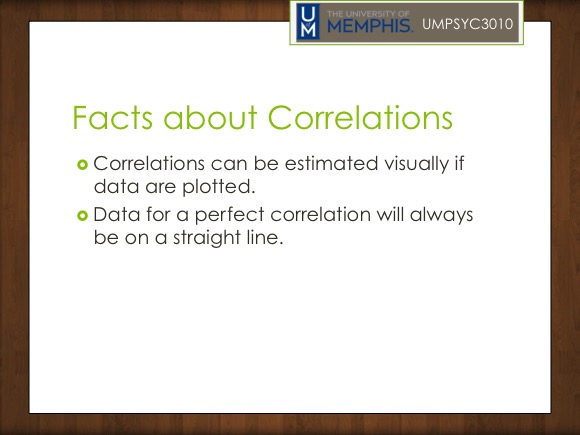 UM
THE UNIVERSITY OF
MEMPHIS.
UMPSYC3010
Facts about Correlations
Correlations can be estimated visually if
data are plotted.
Data for a perfect correlation will always
be on a straight line.